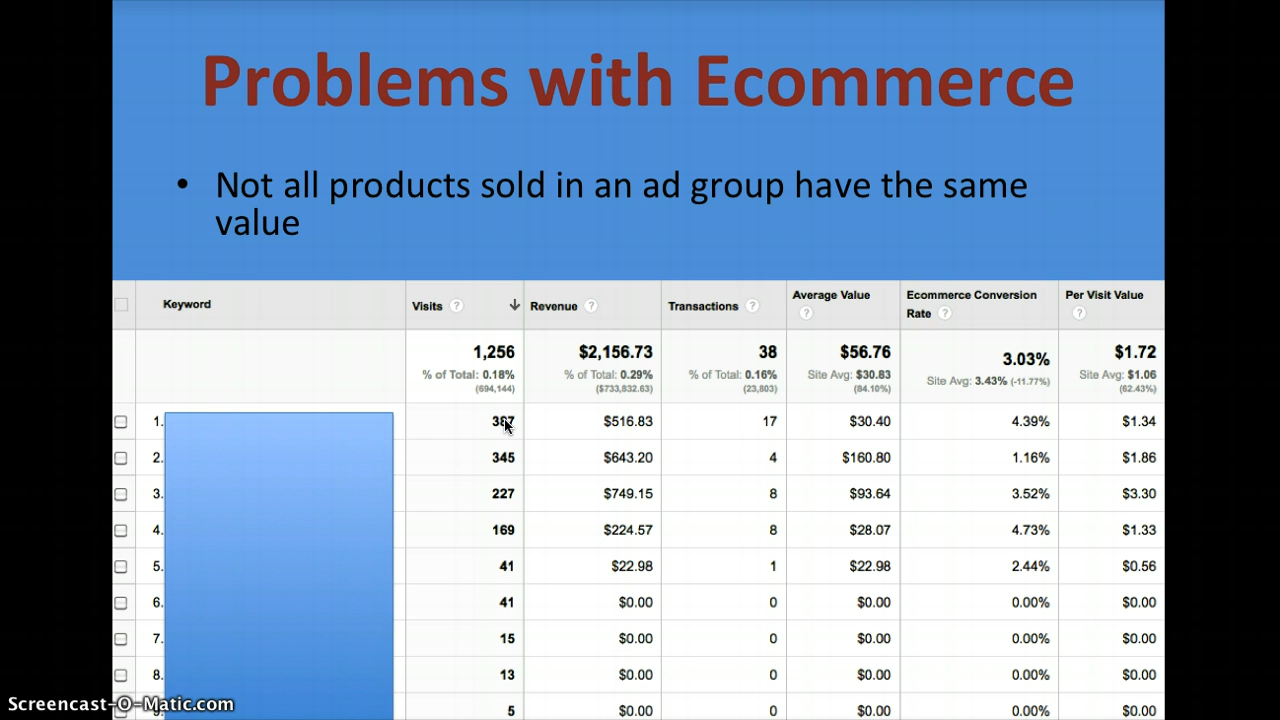 Problems with Ecommerce
• Not all products sold in an ad group have the same
value
Keyword Visits ? Revenue ? Transactions ? Average Value ? Ecommerce Conversion Rate ? Per Visit Value ?
1,256 $2,156.73 38 $56.76 3.03% $1.72
% of Total: 0.18% (694,144) % of Total: 0.29% ($733,832.63) % of Total: 0.16% (23,803) Site Avg: $30.83 (84.10%) Site Avg: 3.43% (-11.77%) Site Avg: $1.06 (62.43%)
1. 387 $516.83 17 $30.40 4.39% $1.34
2. 345 $643.20 4 $160.80 1.16% $1.86
3. 227 $749.15 8 $93.64 3.52% $3.30
4. 169 $224.57 8 $28.07 4.73% $1.33
5. 41 $22.98 1 $22.98 2.44% $0.56
6. 41 $0.00 0 $0.00 0.00% $0.00
7. 15 $0.00 0 $0.00 0.00% $0.00
8. 13 $0.00 0 $0.00 0.00% $0.00
9. 5 $0.00 0 $0.00 0.00% $0.00
Screencast-O-Matic.com